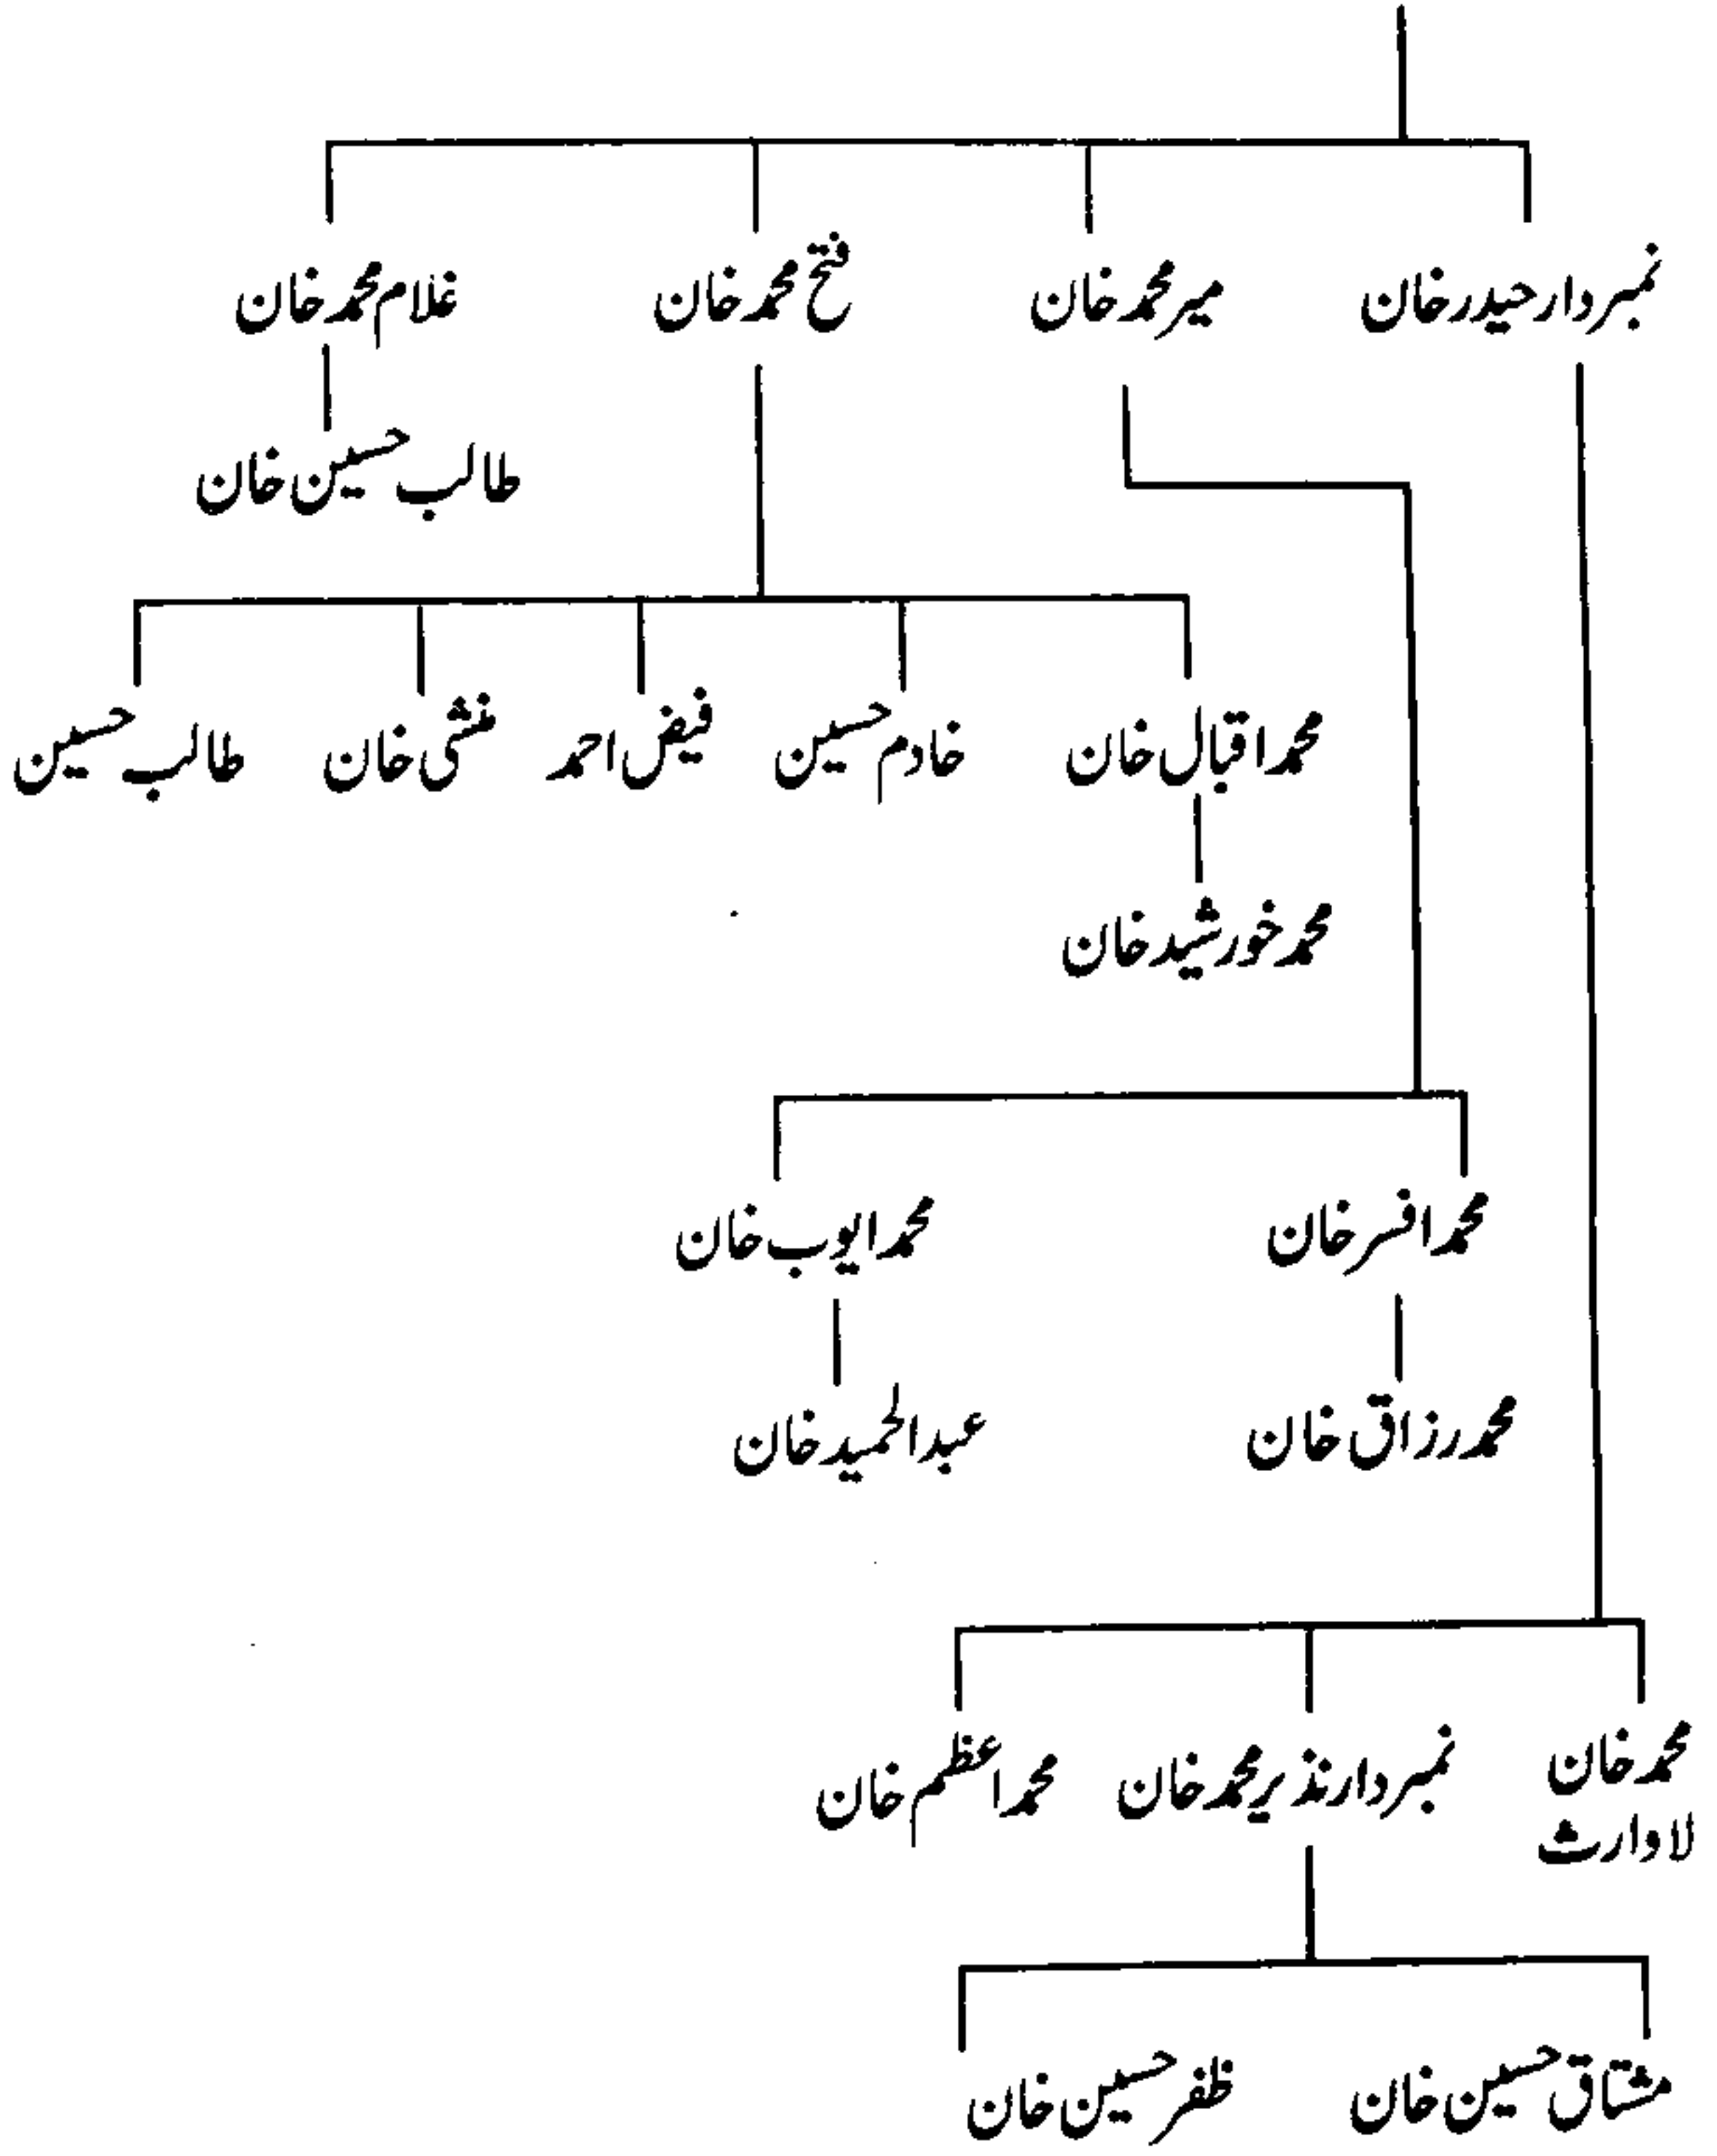 نمبردار حیدر خان میر محمد خان فتح محمد خان غلام محمد خان
طالب حسین خان
محمد اقبال خان خادم حسین فیض احمد منشی خان طالب حسین
محمد خورشید خان
محمد افسر خان محمد ایوب خان
محمد رزاق خان عبدالحمید خان
محمد خان نمبردار نذیر محمد خان محمد اعظم خان
لاوارث
مشتاق حسین خان ظفر حسین خان